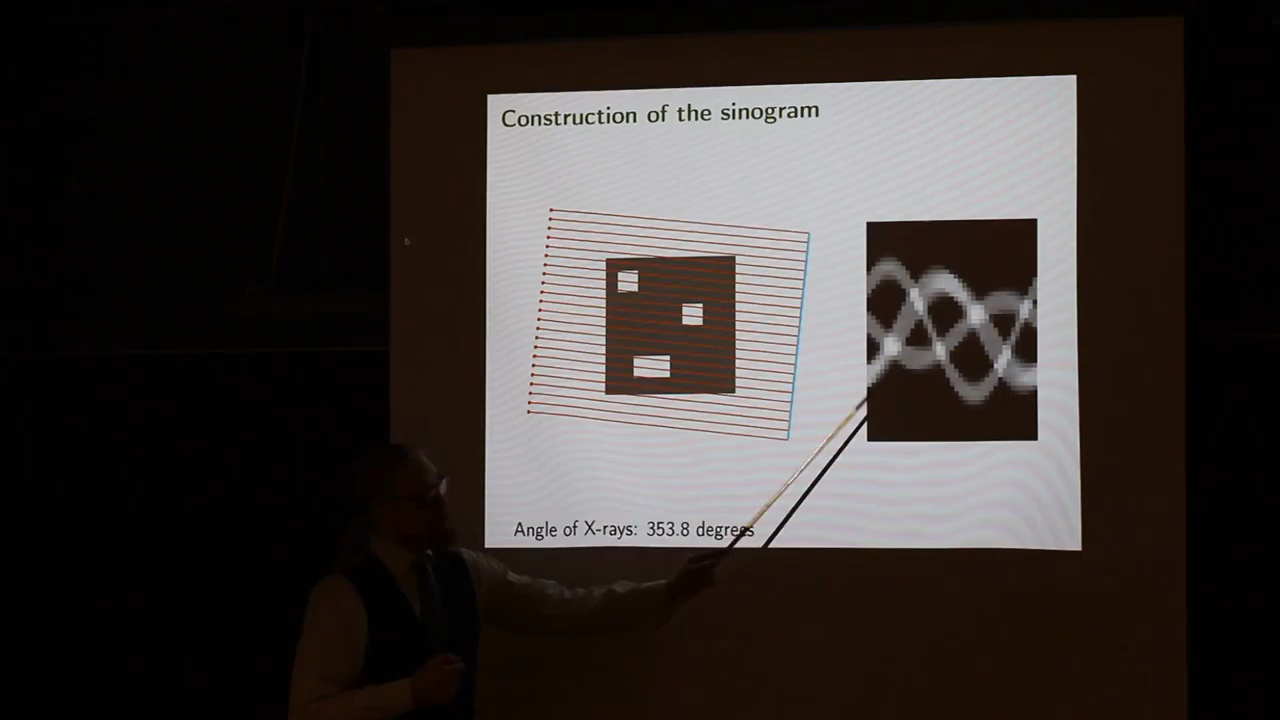 Construction of the sinogram
Angle of X-rays: 353.8 degrees